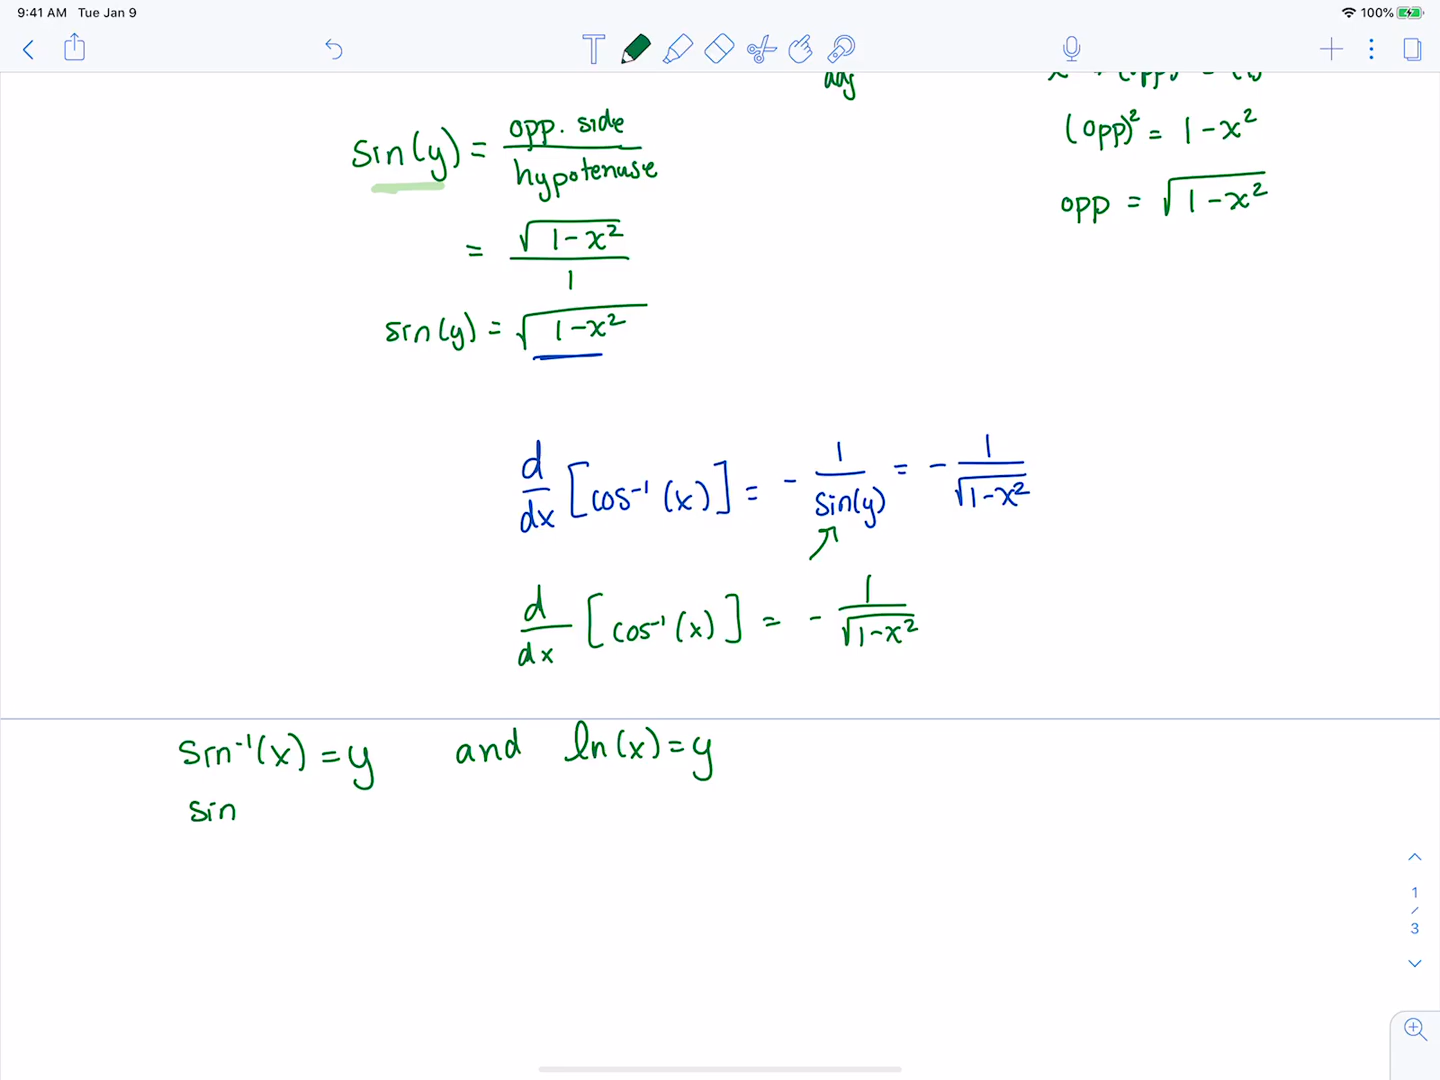 9:41 AM Tue Jan 9
100%
T
adj
(opp)² = 1-x²
opp = √(1-x²)
sin(y) = opp. side / hypotenuse
= √(1-x²) / 1
sin(y) = √(1-x²)
d/dx [cos⁻¹(x)] = - 1/sin(y) = - 1/√(1-x²)
d/dx [cos⁻¹(x)] = - 1/√(1-x²)
sin⁻¹(x) = y and ln(x) = y
sin
1
/
3